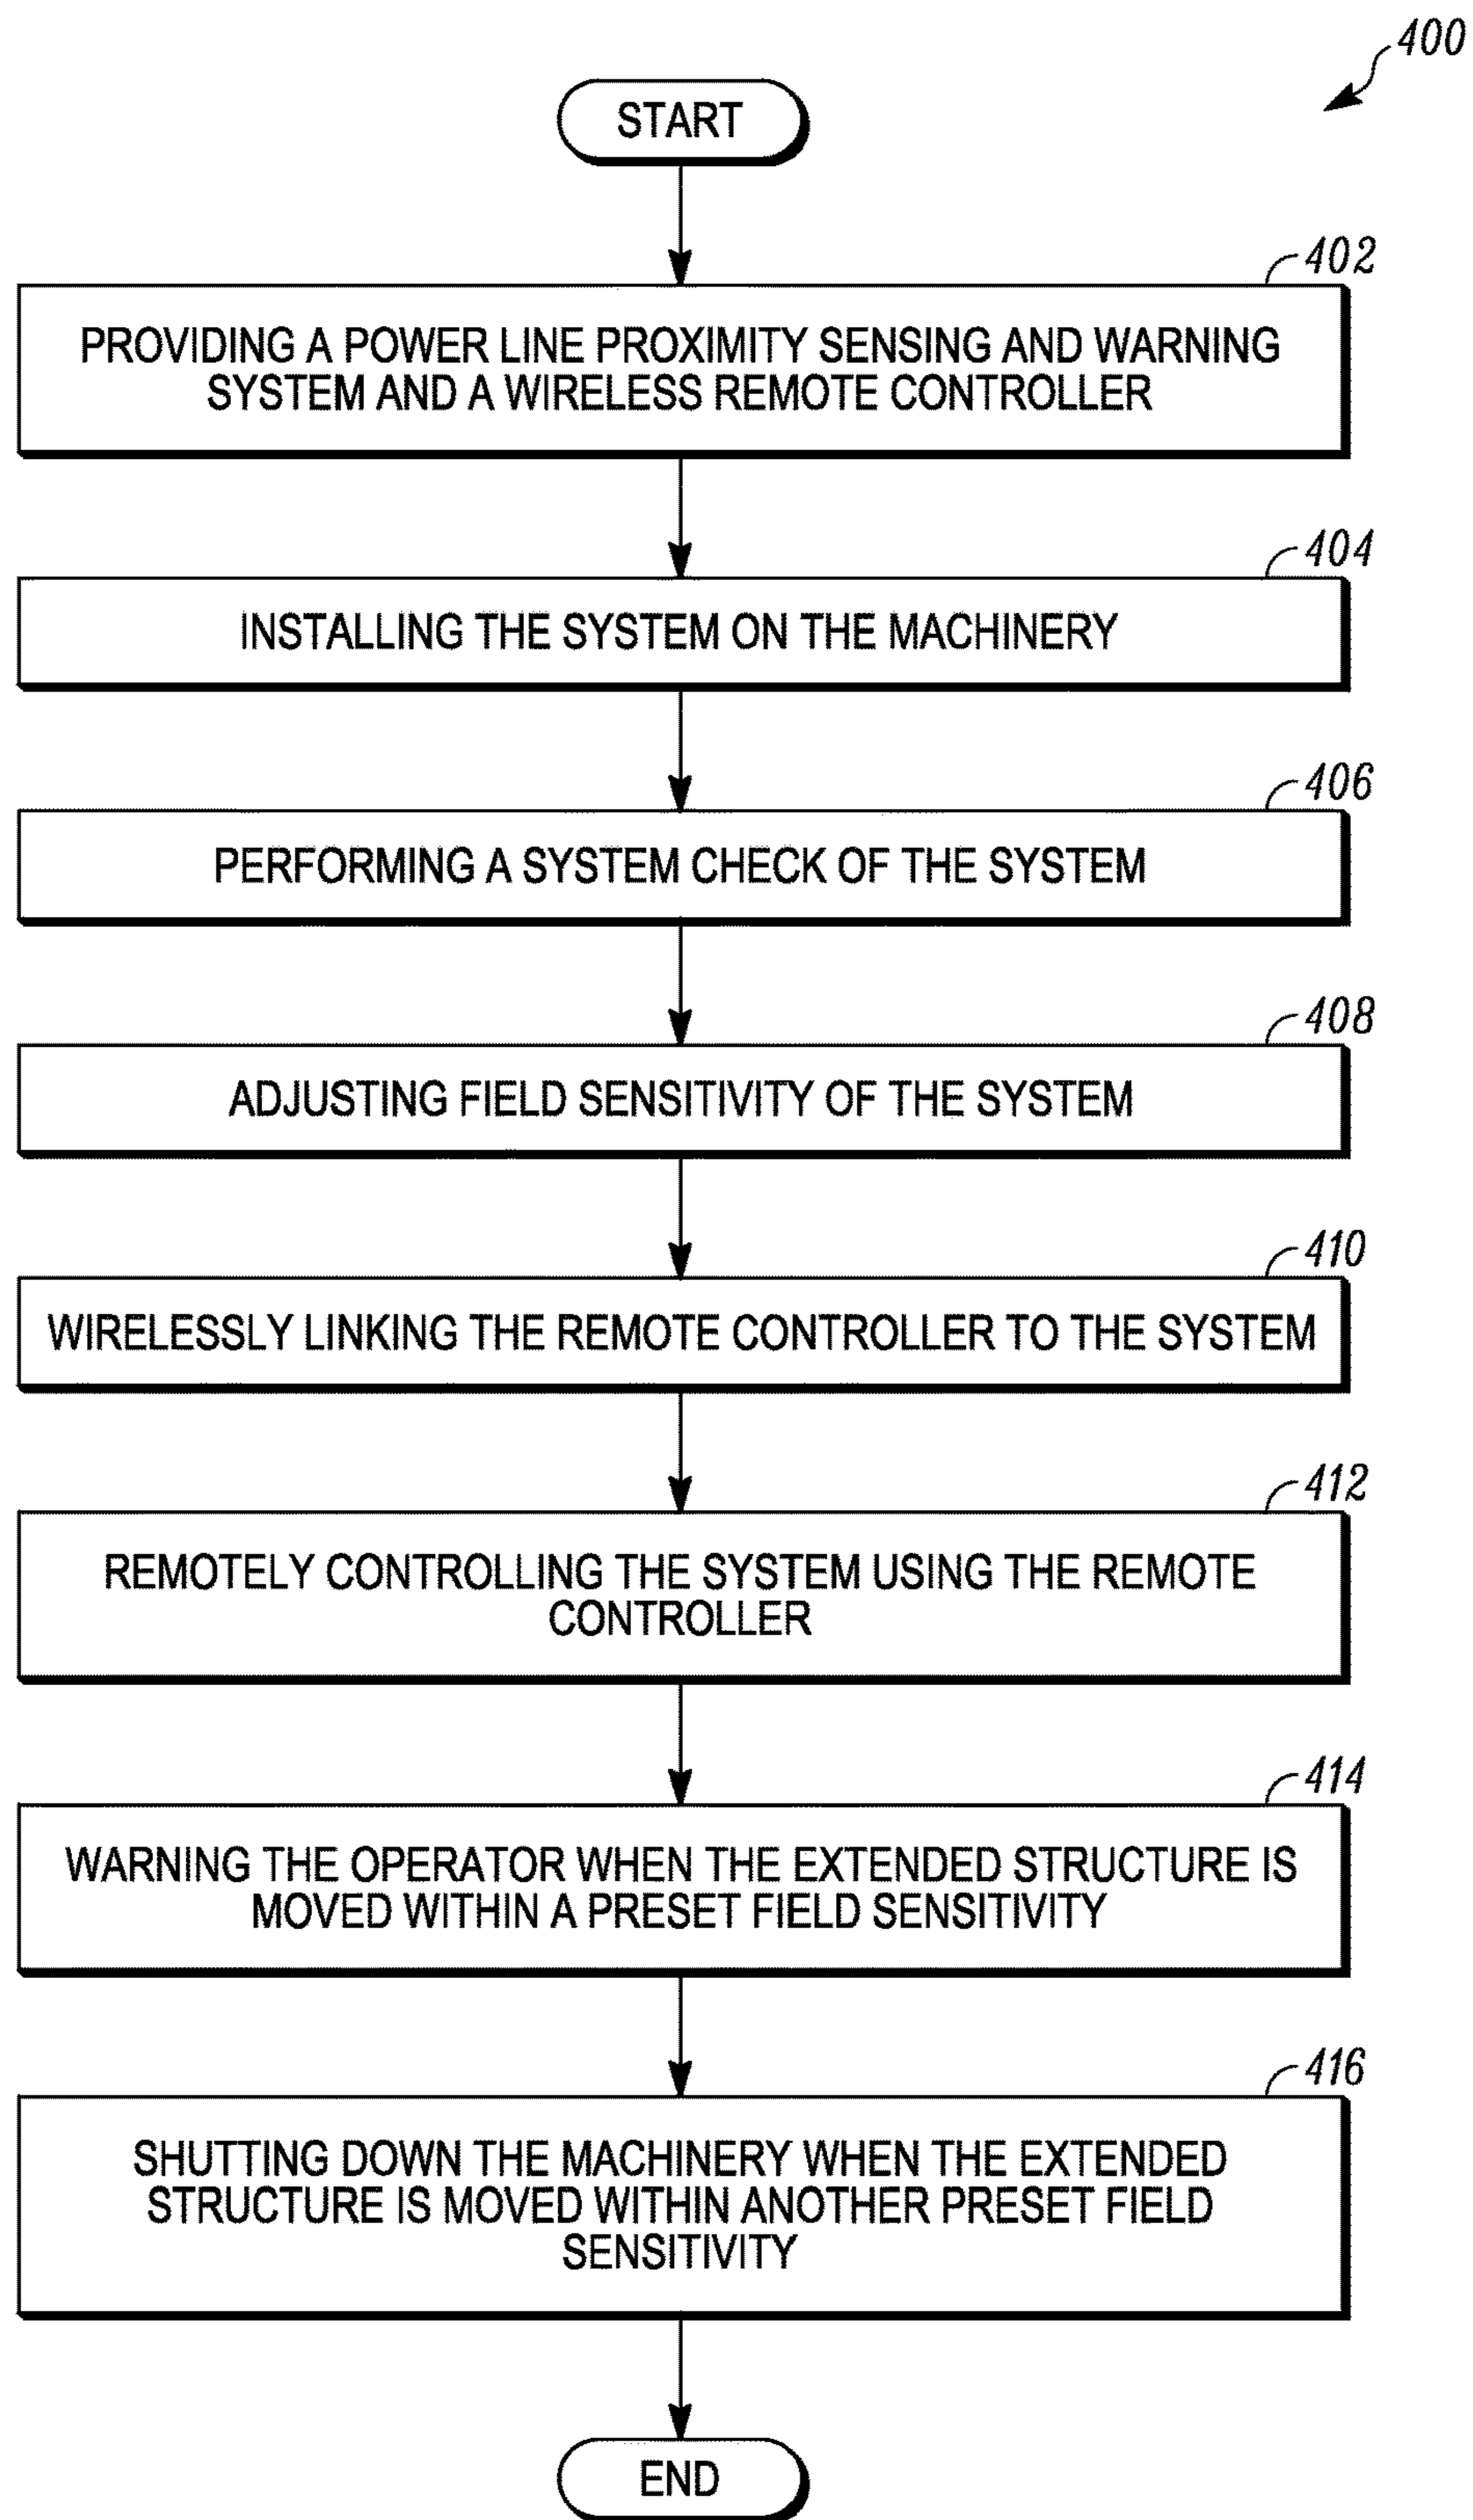 400
START
402
PROVIDING A POWER LINE PROXIMITY SENSING AND WARNING
SYSTEM AND A WIRELESS REMOTE CONTROLLER
404
INSTALLING THE SYSTEM ON THE MACHINERY
406
PERFORMING A SYSTEM CHECK OF THE SYSTEM
408
ADJUSTING FIELD SENSITIVITY OF THE SYSTEM
410
WIRELESSLY LINKING THE REMOTE CONTROLLER TO THE SYSTEM
412
REMOTELY CONTROLLING THE SYSTEM USING THE REMOTE
CONTROLLER
414
WARNING THE OPERATOR WHEN THE EXTENDED STRUCTURE IS
MOVED WITHIN A PRESET FIELD SENSITIVITY
416
SHUTTING DOWN THE MACHINERY WHEN THE EXTENDED
STRUCTURE IS MOVED WITHIN ANOTHER PRESET FIELD
SENSITIVITY
END